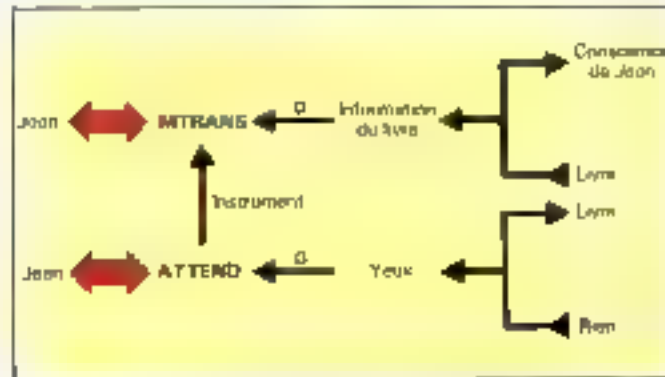 Conscience
de Jean
Jean
MTRANS
O
Information
du livre
Livre
Instrument
Livre
Jean
ATTEND
O
Yeux
Rien